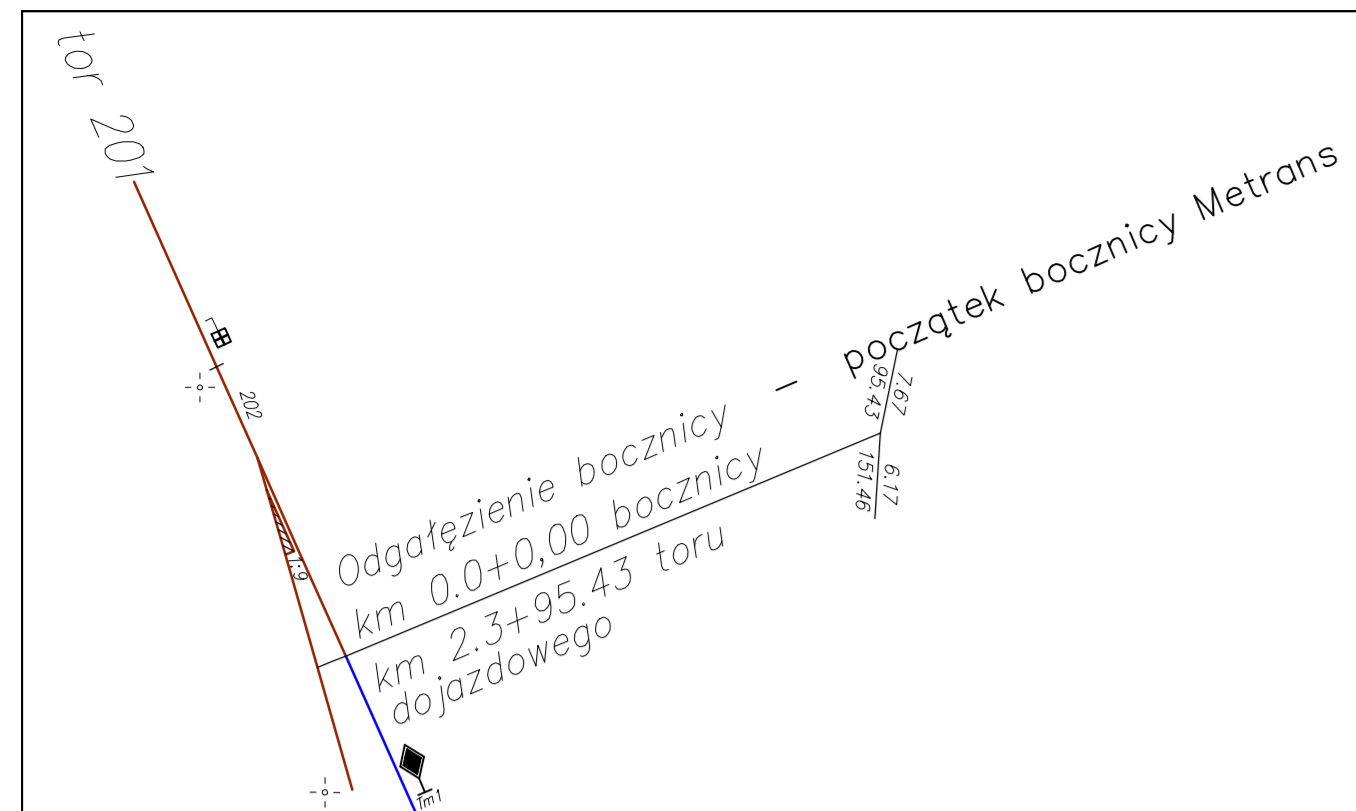 tor 201
202
1:9
Odgałęzienie bocznicy - początek bocznicy Metrans
km 0.0+0,00 bocznicy
km 2.3+95.43 toru
dojazdowego
7.67
95.43
6.17
151.46
Tm1